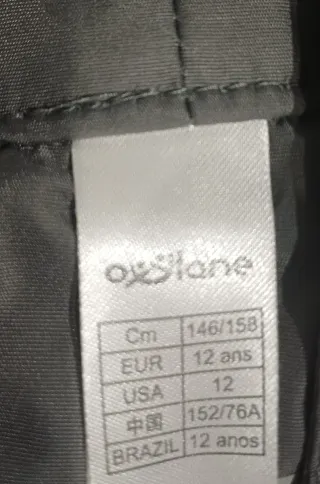 oxylane
Cm 146/158
EUR 12 ans
USA 12
中国 152/76A
BRAZIL 12 anos